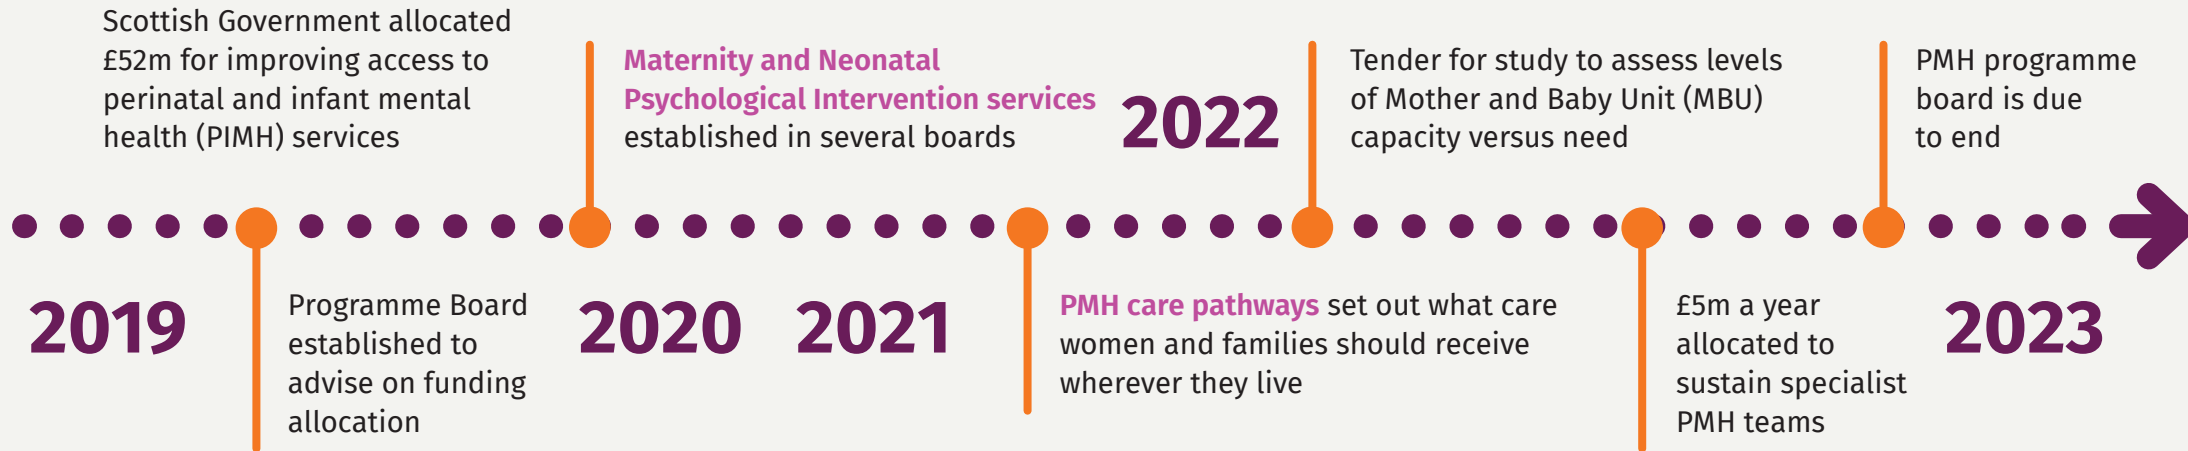 Scottish Government allocated
£52m for improving access to
perinatal and infant mental
health (PIMH) services
2019
Programme Board
established to
advise on funding
allocation
Maternity and Neonatal
Psychological Intervention services
established in several boards
2020
2021
PMH care pathways set out what care
women and families should receive
wherever they live
2022
Tender for study to assess levels
of Mother and Baby Unit (MBU)
capacity versus need
£5m a year
allocated to
sustain specialist
PMH teams
PMH programme
board is due
to end
2023